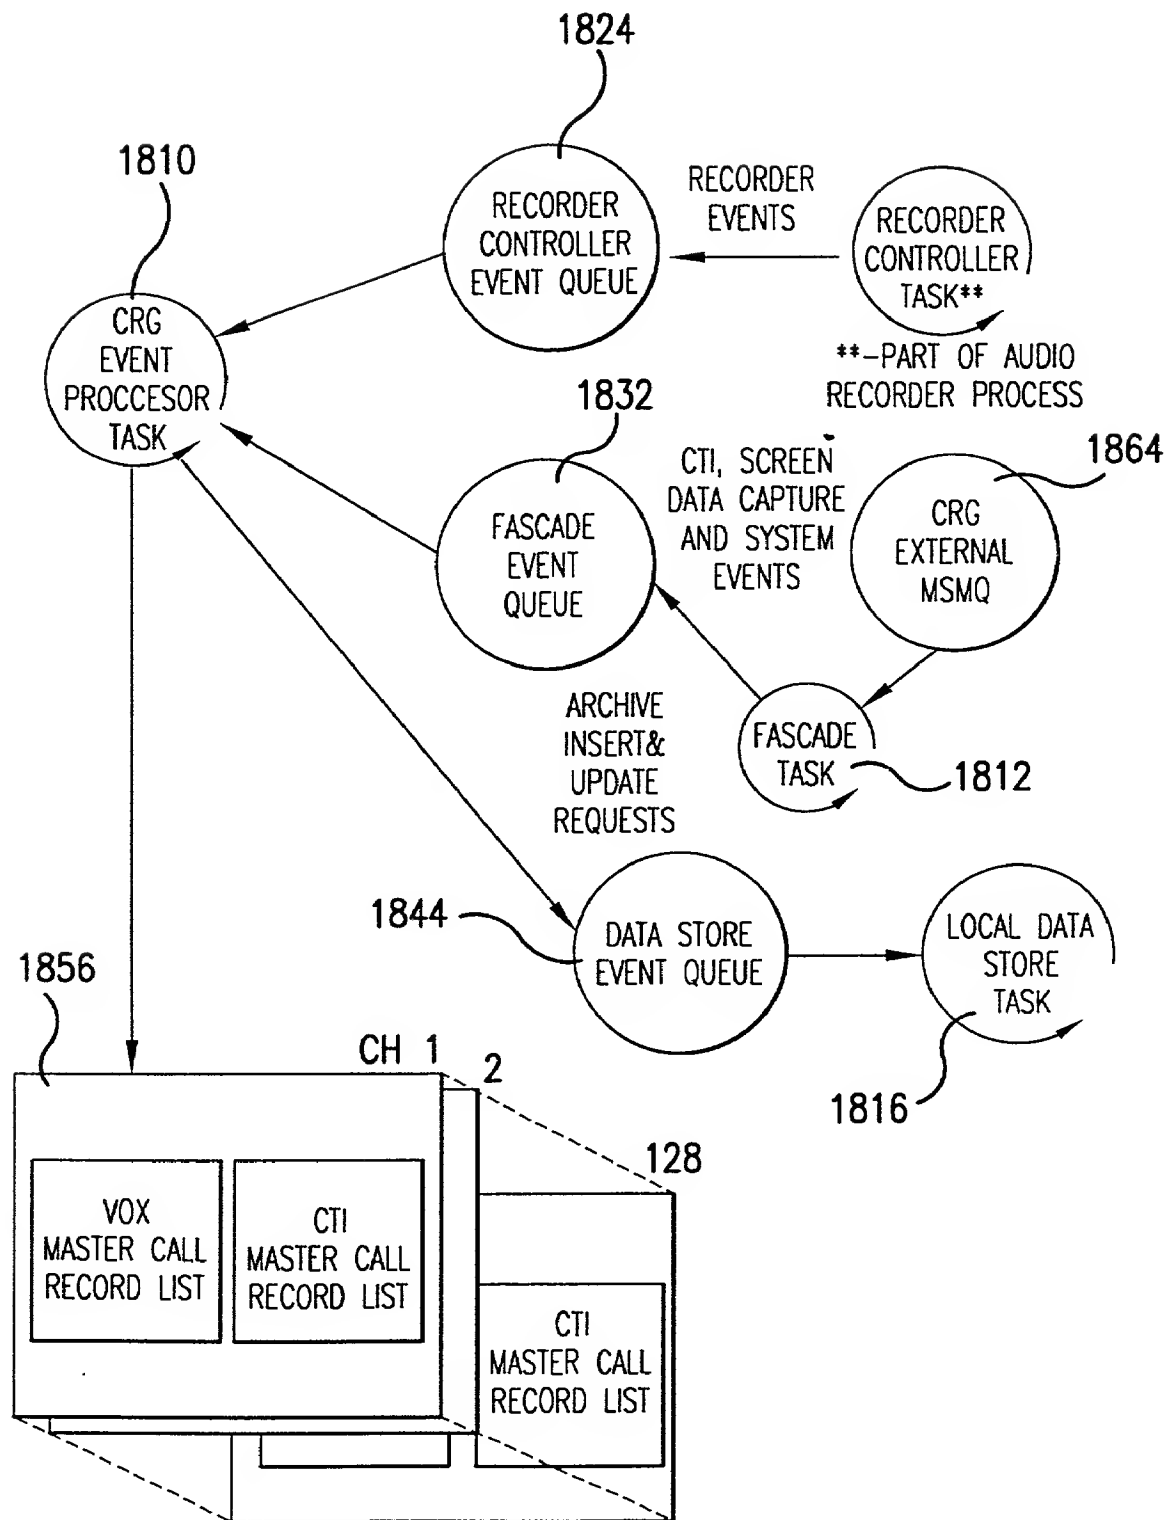 1824
1810
RECORDER
CONTROLLER
EVENT QUEUE
RECORDER
EVENTS
RECORDER
CONTROLLER
TASK**
**-PART OF AUDIO
RECORDER PROCESS
CRG
EVENT
PROCCESOR
TASK
1832
FASCADE
EVENT
QUEUE
CTI, SCREEN
DATA CAPTURE
AND SYSTEM
EVENTS
1864
CRG
EXTERNAL
MSMQ
ARCHIVE
INSERT&
UPDATE
REQUESTS
FASCADE
TASK
1812
1844
DATA STORE
EVENT QUEUE
LOCAL DATA
STORE
TASK
1816
1856
CH 1
2
128
VOX
MASTER CALL
RECORD LIST
CTI
MASTER CALL
RECORD LIST
CTI
MASTER CALL
RECORD LIST